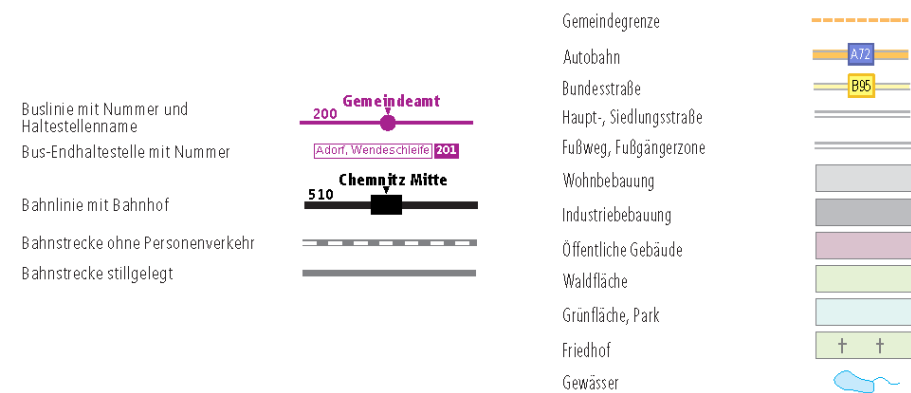 Buslinie mit Nummer und
Haltestellenname
200
Gemeindeamt
Bus-Endhaltestelle mit Nummer
Adorf, Wendeschleife 201
Bahnlinie mit Bahnhof
510
Chemnitz Mitte
Bahnstrecke ohne Personenverkehr
Bahnstrecke stillgelegt
Gemeindegrenze
Autobahn
A72
Bundesstraße
B95
Haupt-, Siedlungsstraße
Fußweg, Fußgängerzone
Wohnbebauung
Industriebebauung
Öffentliche Gebäude
Waldfläche
Grünfläche, Park
Friedhof
Gewässer